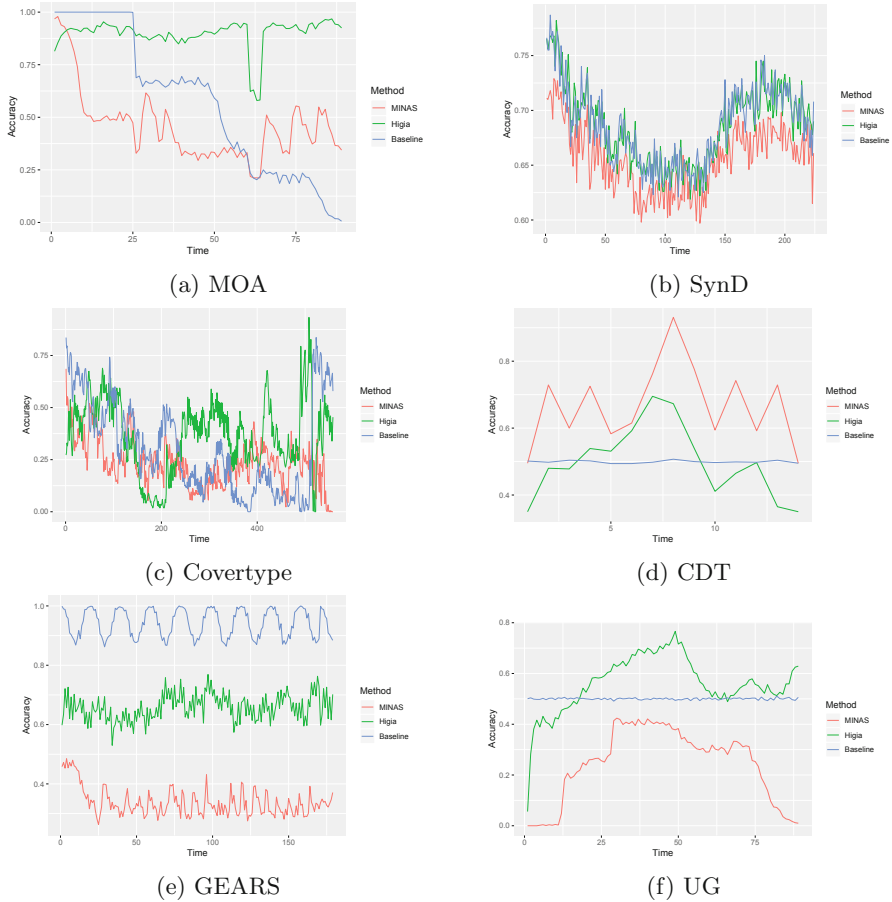 1.00
0.75
0.50
0.25
0.00
Accuracy
0
25
50
75
Time
Method
MINAS
Higia
Baseline
(a) MOA
0.75
0.70
0.65
0.60
Accuracy
0
50
100
150
200
Time
Method
MINAS
Higia
Baseline
(b) SynD
0.75
0.50
0.25
0.00
Accuracy
0
200
400
Time
Method
MINAS
Higia
Baseline
(c) Covertype
0.8
0.6
0.4
Accuracy
5
10
Time
Method
MINAS
Higia
Baseline
(d) CDT
1.0
0.8
0.6
0.4
Accuracy
0
50
100
150
Time
Method
MINAS
Higia
Baseline
(e) GEARS
0.8
0.6
0.4
0.2
0.0
Accuracy
0
25
50
75
Time
Method
MINAS
Higia
Baseline
(f) UG